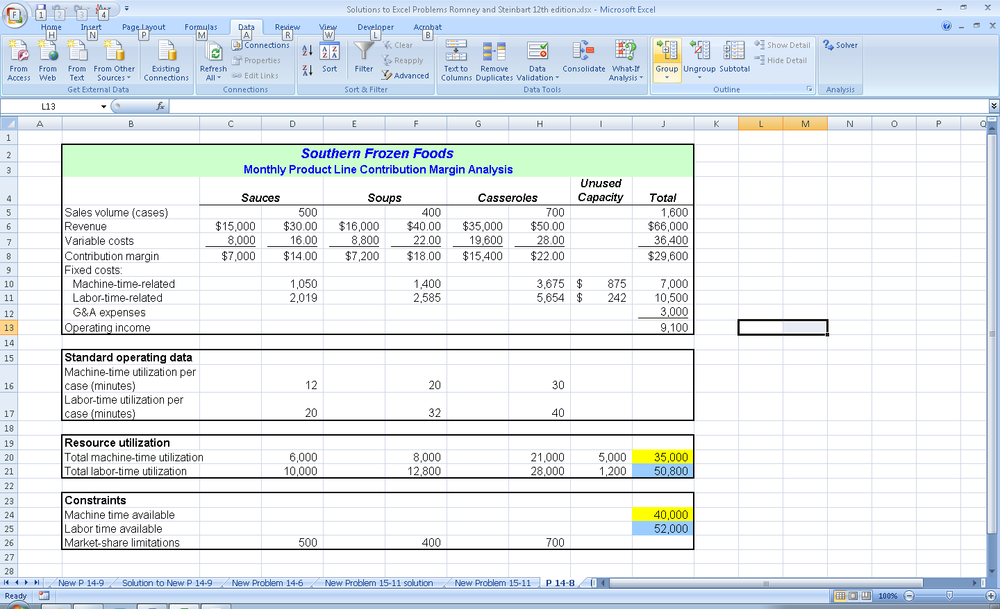 Solutions to Excel Problems Romney and Steinbart 12th edition.xlsx - Microsoft Excel
F 1 2 3 4
Home Insert Page Layout Formulas Data Review View Developer Acrobat
H N P M A R W L B
From Access
From Web
From Text
From Other Sources
Existing Connections
Get External Data
Refresh All
Connections
Properties
Edit Links
Connections
Sort
Filter
Clear
Reapply
Advanced
Sort & Filter
Text to Columns
Remove Duplicates
Data Validation
Consolidate
What-If Analysis
Data Tools
Group
Ungroup
Subtotal
Show Detail
Hide Detail
Outline
Solver
Analysis
L13 fx
A B C D E F G H I J K L M N O P Q
1
2 Southern Frozen Foods
3 Monthly Product Line Contribution Margin Analysis
4 Sauces Soups Casseroles Unused Capacity Total
5 Sales volume (cases) 500 400 700 1,600
6 Revenue $15,000 $30.00 $16,000 $40.00 $35,000 $50.00 $66,000
7 Variable costs 8,000 16.00 8,800 22.00 19,600 28.00 36,400
8 Contribution margin $7,000 $14.00 $7,200 $18.00 $15,400 $22.00 $29,600
9 Fixed costs:
10 Machine-time-related 1,050 1,400 3,675 $ 875 7,000
11 Labor-time-related 2,019 2,585 5,654 $ 242 10,500
12 G&A expenses 3,000
13 Operating income 9,100
14
15 Standard operating data
Machine-time utilization per
16 case (minutes) 12 20 30
Labor-time utilization per
17 case (minutes) 20 32 40
18
19 Resource utilization
20 Total machine-time utilization 6,000 8,000 21,000 5,000 35,000
21 Total labor-time utilization 10,000 12,800 28,000 1,200 50,800
22
23 Constraints
24 Machine time available 40,000
25 Labor time available 52,000
26 Market-share limitations 500 400 700
27
28
New P 14-9 Solution to New P 14-9 New Problem 14-6 New Problem 15-11 solution New Problem 15-11 P 14-8
Ready 100%